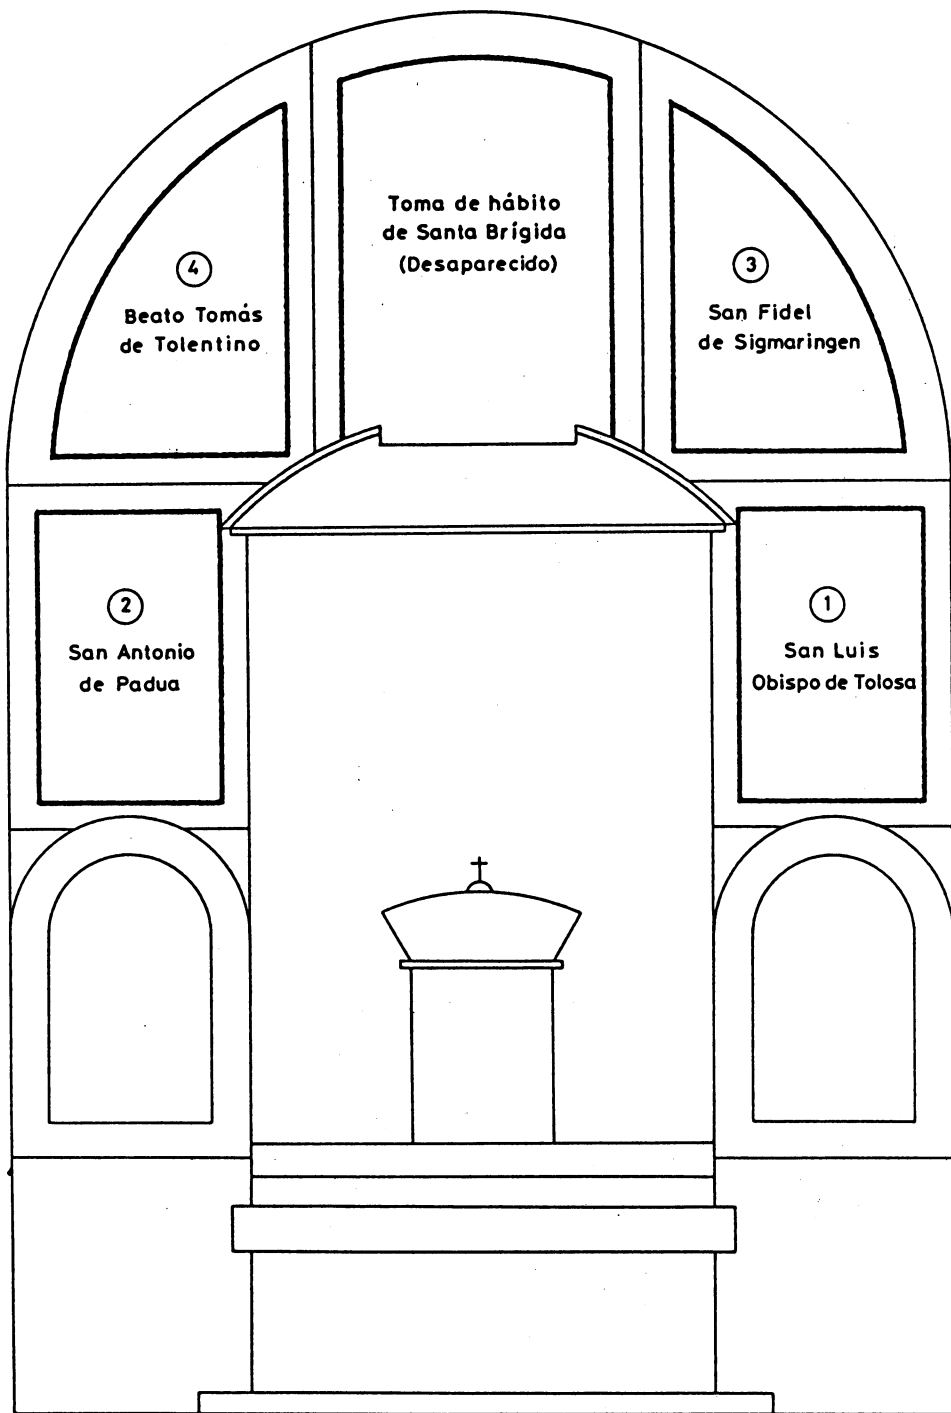 Toma de hábito
de Santa Brígida
(Desaparecido)
4
Beato Tomás
de Tolentino
3
San Fidel
de Sigmaringen
2
San Antonio
de Padua
1
San Luis
Obispo de Tolosa